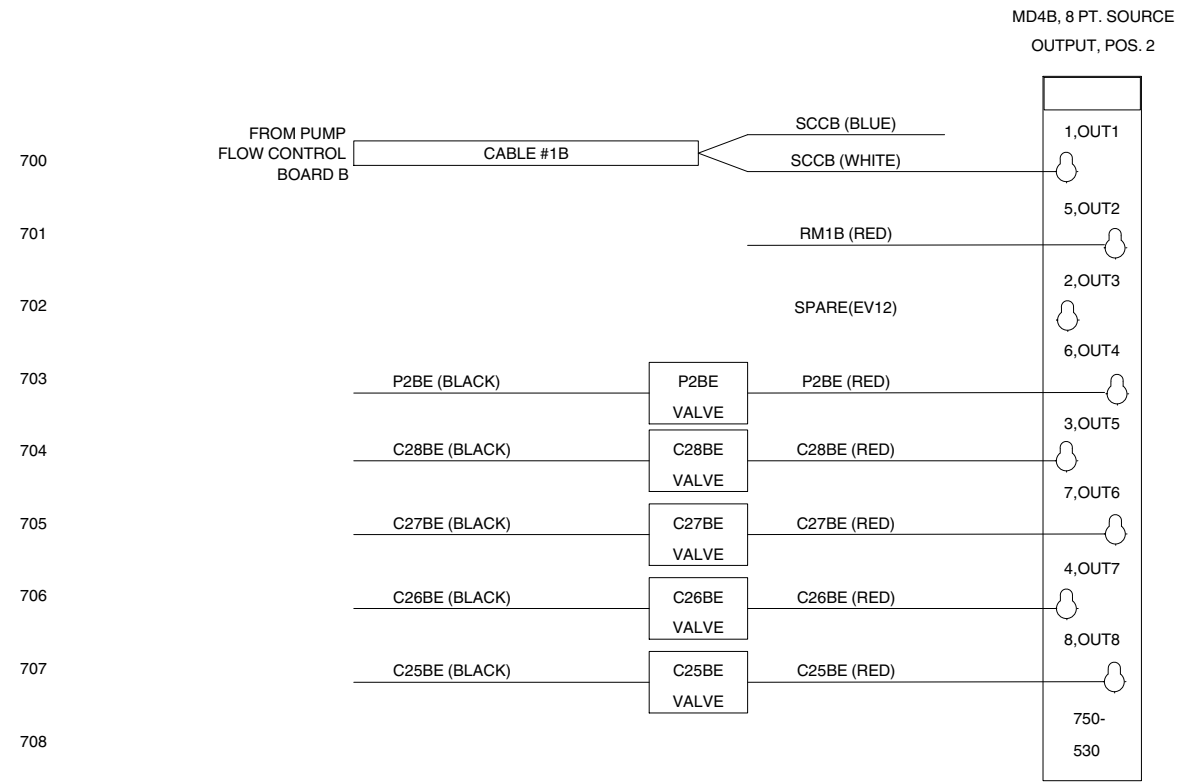 MD4B, 8 PT. SOURCE
OUTPUT, POS. 2
SCCB (BLUE)
1,OUT1
FROM PUMP
700
FLOW CONTROL
BOARD B
CABLE #1B
SCCB (WHITE)
5,OUT2
701
RM1B (RED)
2,OUT3
702
SPARE(EV12)
6,OUT4
703
P2BE (BLACK)
P2BE
VALVE
P2BE (RED)
3,OUT5
704
C28BE (BLACK)
C28BE
VALVE
C28BE (RED)
7,OUT6
705
C27BE (BLACK)
C27BE
VALVE
C27BE (RED)
4,OUT7
706
C26BE (BLACK)
C26BE
VALVE
C26BE (RED)
8,OUT8
707
C25BE (BLACK)
C25BE
VALVE
C25BE (RED)
750-
530
708